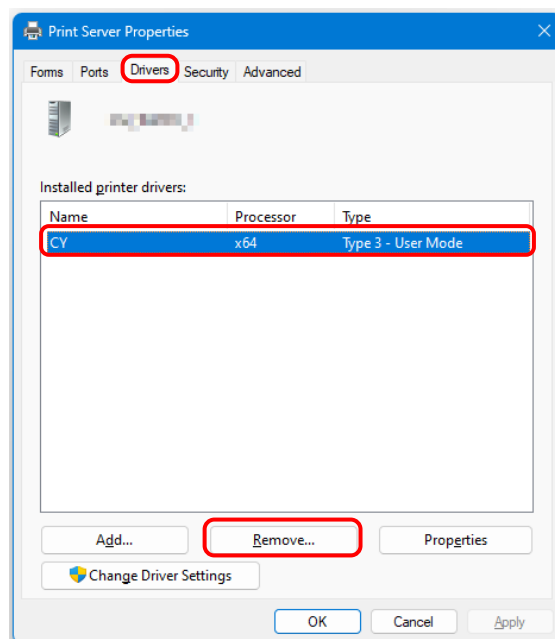 Print Server Properties
Forms Ports Drivers Security Advanced
Installed printer drivers:
Name Processor Type
CY x64 Type 3 - User Mode
Add... Remove... Properties
Change Driver Settings
OK Cancel Apply